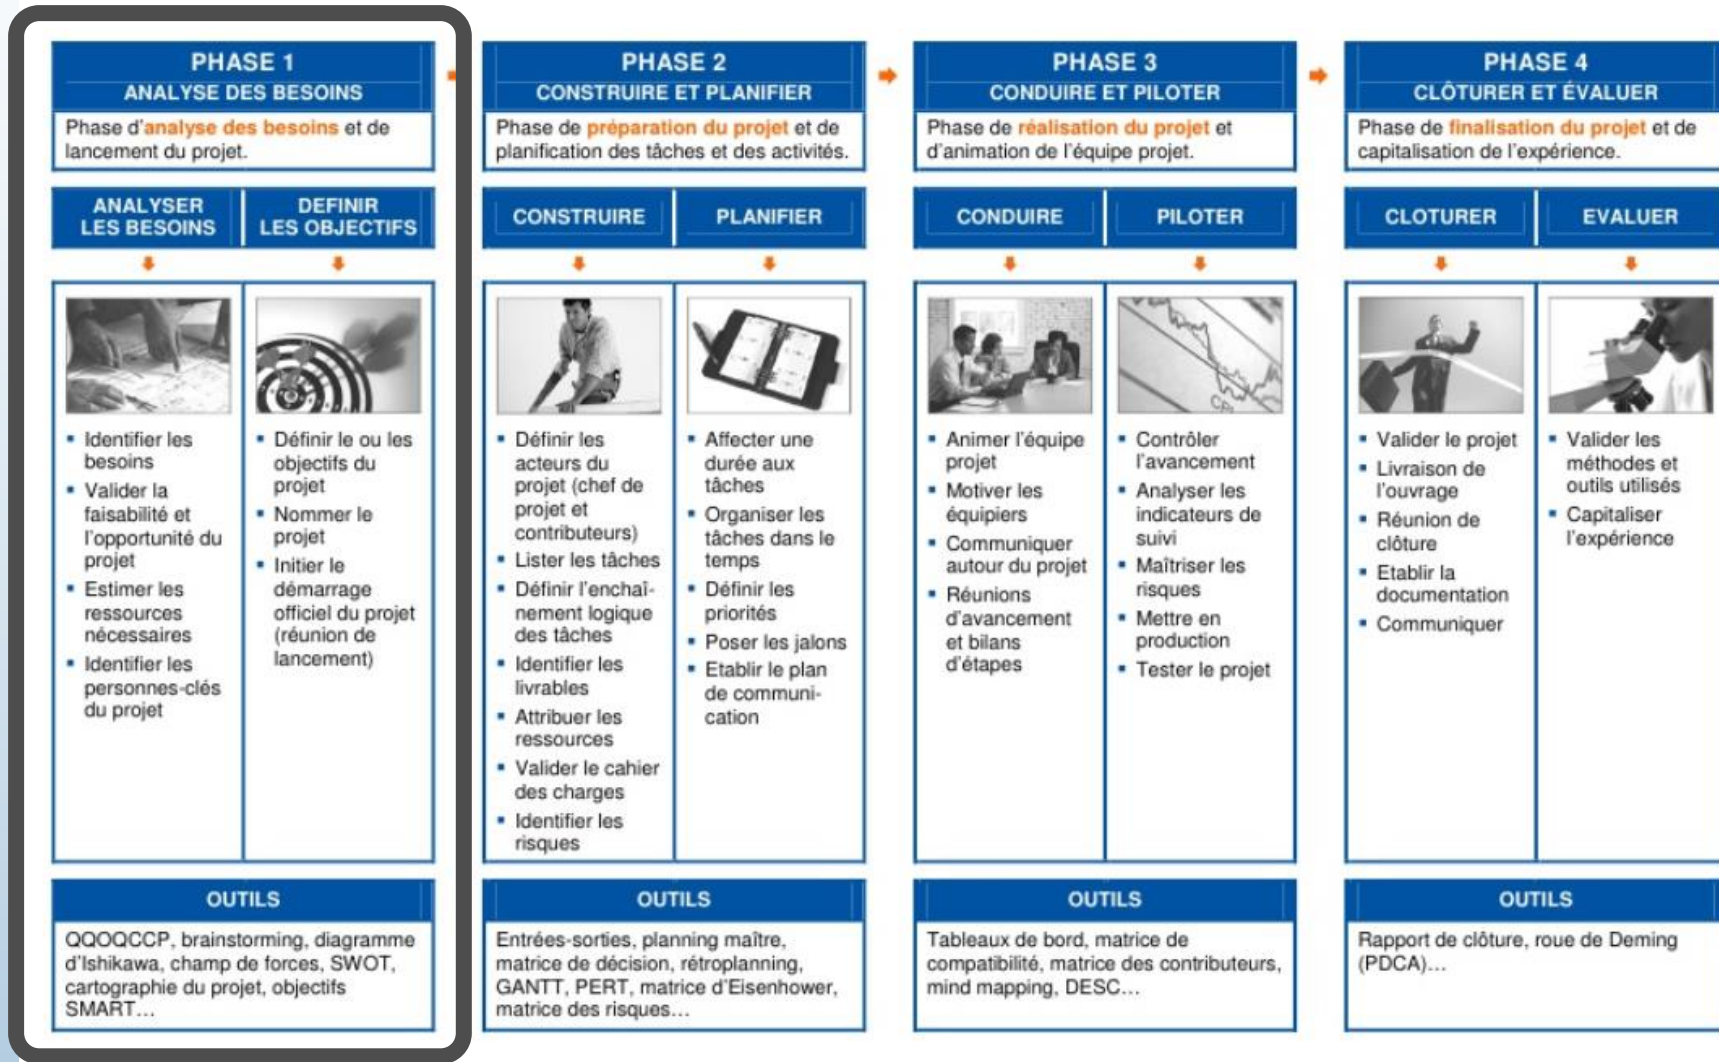 PHASE 1
ANALYSE DES BESOINS
Phase d'analyse des besoins et de
lancement du projet.
ANALYSER
LES BESOINS
DEFINIR
LES OBJECTIFS
▪ Identifier les
besoins
▪ Valider la
faisabilité et
l'opportunité du
projet
▪ Estimer les
ressources
nécessaires
▪ Identifier les
personnes-clés
du projet
▪ Définir le ou les
objectifs du
projet
▪ Nommer le
projet
▪ Initier le
démarrage
officiel du projet
(réunion de
lancement)
OUTILS
QQOQCCP, brainstorming, diagramme
d'Ishikawa, champ de forces, SWOT,
cartographie du projet, objectifs
SMART...
PHASE 2
CONSTRUIRE ET PLANIFIER
Phase de préparation du projet et de
planification des tâches et des activités.
CONSTRUIRE
PLANIFIER
▪ Définir les
acteurs du
projet (chef de
projet et
contributeurs)
▪ Lister les tâches
▪ Définir l'enchaî-
nement logique
des tâches
▪ Identifier les
livrables
▪ Attribuer les
ressources
▪ Valider le cahier
des charges
▪ Identifier les
risques
▪ Affecter une
durée aux
tâches
▪ Organiser les
tâches dans le
temps
▪ Définir les
priorités
▪ Poser les jalons
▪ Etablir le plan
de communi-
cation
OUTILS
Entrées-sorties, planning maître,
matrice de décision, rétroplanning,
GANTT, PERT, matrice d'Eisenhower,
matrice des risques...
PHASE 3
CONDUIRE ET PILOTER
Phase de réalisation du projet et
d'animation de l'équipe projet.
CONDUIRE
PILOTER
CPI
▪ Animer l'équipe
projet
▪ Motiver les
équipiers
▪ Communiquer
autour du projet
▪ Réunions
d'avancement
et bilans
d'étapes
▪ Contrôler
l'avancement
▪ Analyser les
indicateurs de
suivi
▪ Maîtriser les
risques
▪ Mettre en
production
▪ Tester le projet
OUTILS
Tableaux de bord, matrice de
compatibilité, matrice des contributeurs,
mind mapping, DESC...
PHASE 4
CLÔTURER ET ÉVALUER
Phase de finalisation du projet et de
capitalisation de l'expérience.
CLOTURER
EVALUER
▪ Valider le projet
▪ Livraison de
l'ouvrage
▪ Réunion de
clôture
▪ Etablir la
documentation
▪ Communiquer
▪ Valider les
méthodes et
outils utilisés
▪ Capitaliser
l'expérience
OUTILS
Rapport de clôture, roue de Deming
(PDCA)...